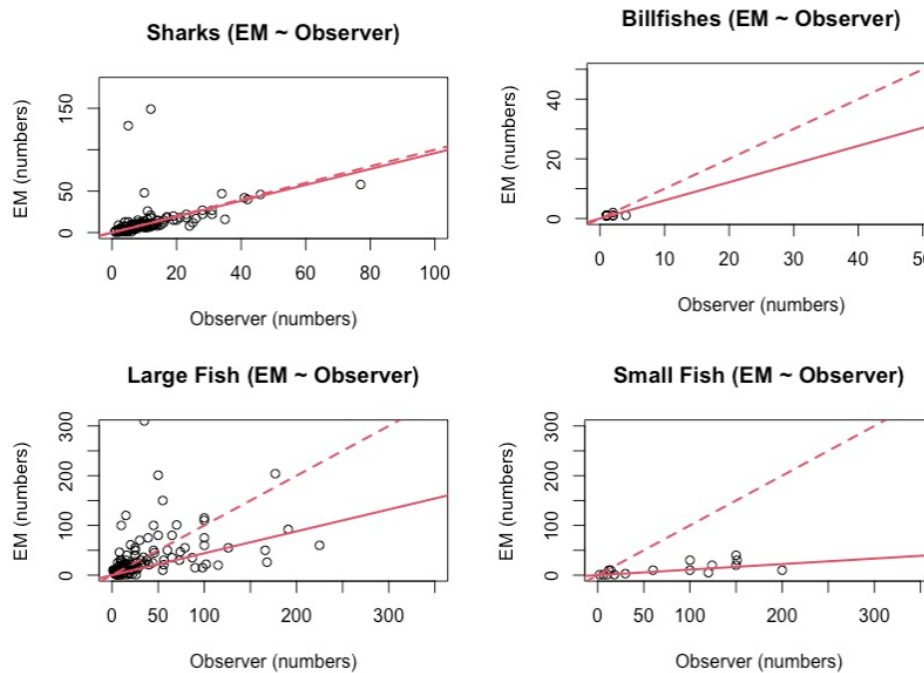 Sharks (EM ~ Observer)
EM (numbers)
0 50 150
0 20 40 60 80 100
Observer (numbers)
Billfishes (EM ~ Observer)
EM (numbers)
0 20 40
0 10 20 30 40 50
Observer (numbers)
Large Fish (EM ~ Observer)
EM (numbers)
0 100 200 300
0 50 100 200 300
Observer (numbers)
Small Fish (EM ~ Observer)
EM (numbers)
0 100 200 300
0 50 100 200 300
Observer (numbers)